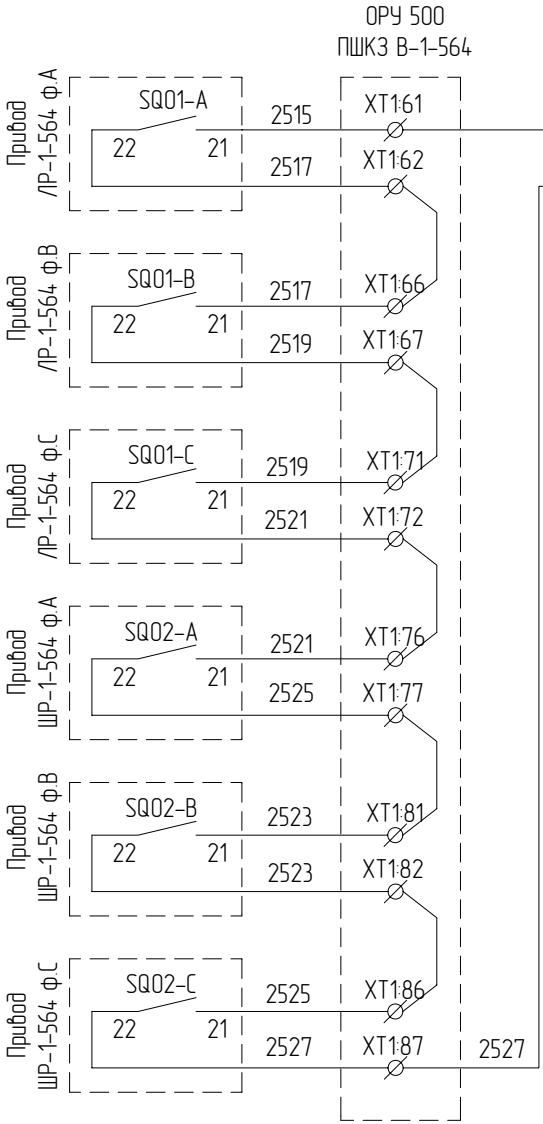 ОРУ 500
ПШКЗ В-1-564
Привод
ЛР-1-564 ф.А
SQ01-A
22
21
2515
XT1:61
2517
XT1:62
Привод
ЛР-1-564 ф.В
SQ01-B
22
21
2517
XT1:66
2519
XT1:67
Привод
ЛР-1-564 ф.С
SQ01-C
22
21
2519
XT1:71
2521
XT1:72
Привод
ШР-1-564 ф.А
SQ02-A
22
21
2521
XT1:76
2525
XT1:77
Привод
ШР-1-564 ф.В
SQ02-B
22
21
2523
XT1:81
2523
XT1:82
Привод
ШР-1-564 ф.С
SQ02-C
22
21
2525
XT1:86
2527
XT1:87
2527